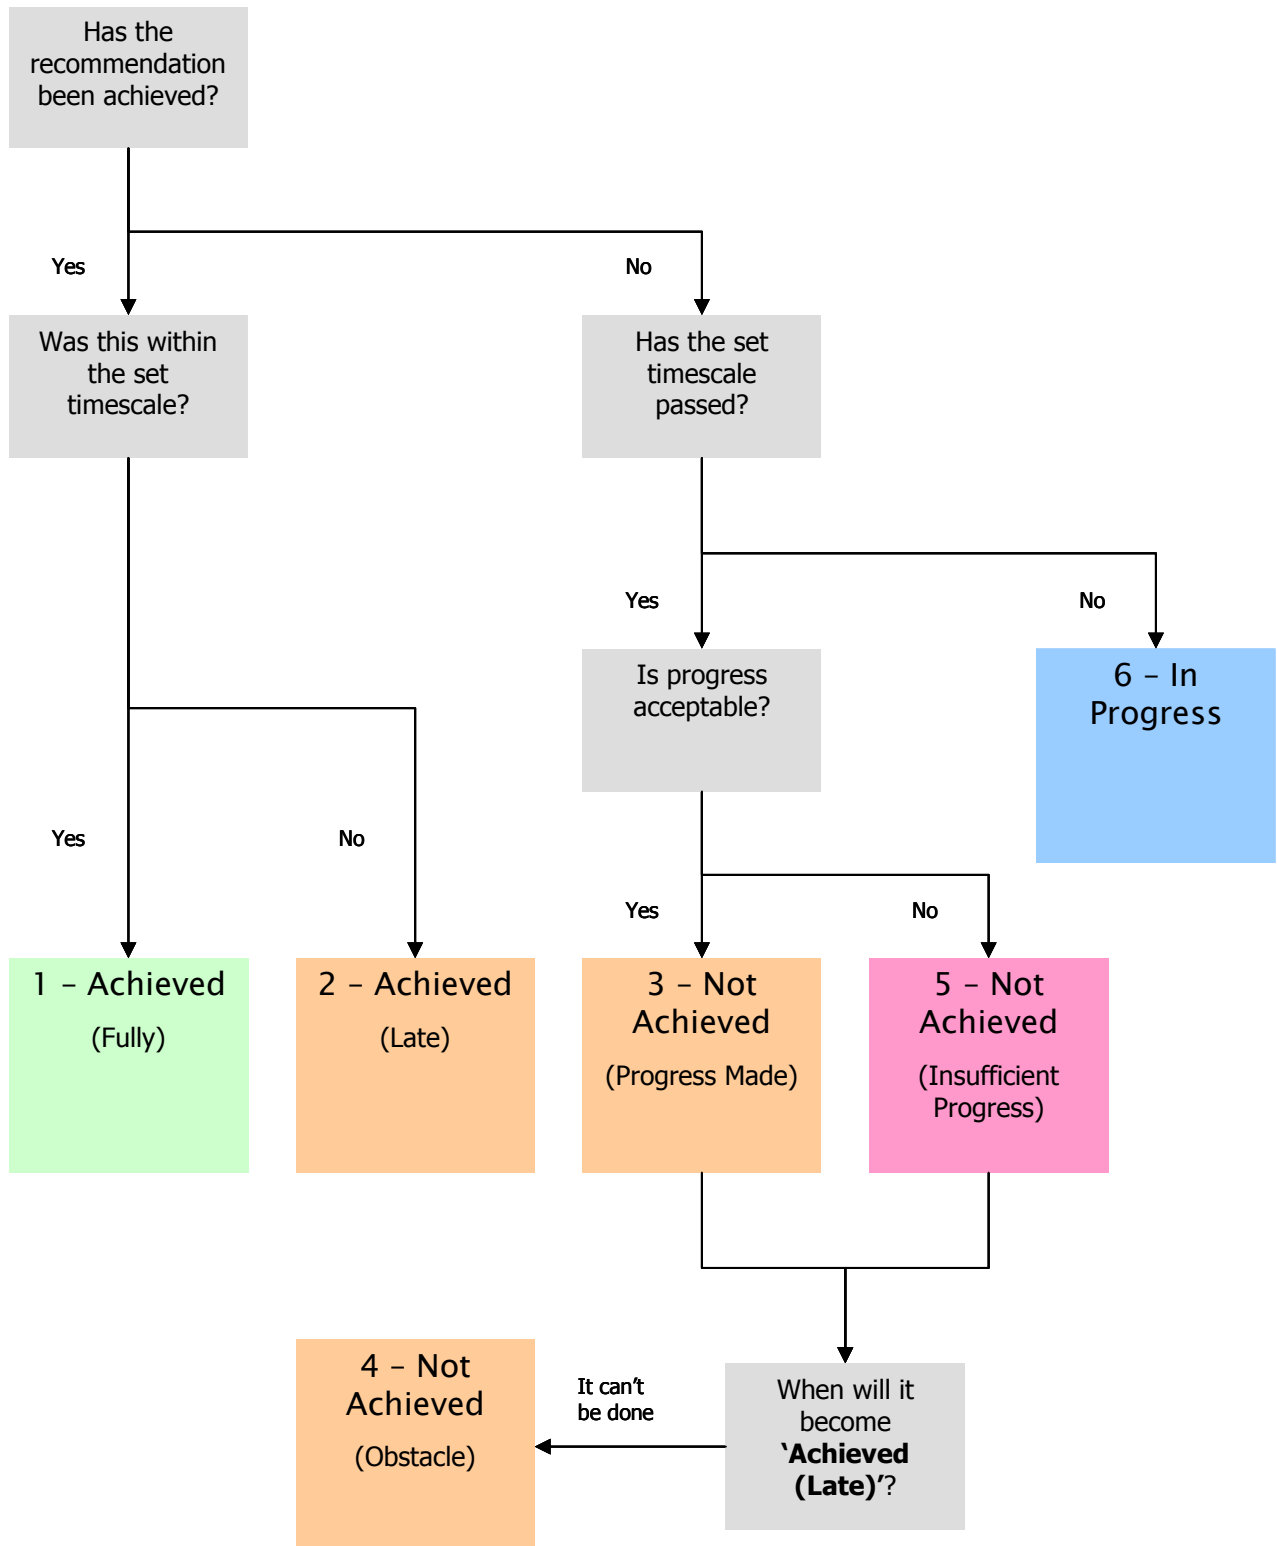 Has the
recommendation
been achieved?
Yes
No
Was this within
the set
timescale?
Has the set
timescale
passed?
Yes
No
Is progress
acceptable?
6 – In
Progress
Yes
No
Yes
No
1 – Achieved
(Fully)
2 – Achieved
(Late)
3 – Not
Achieved
(Progress Made)
5 – Not
Achieved
(Insufficient
Progress)
4 – Not
Achieved
(Obstacle)
It can't
be done
When will it
become
‘Achieved
(Late)’?